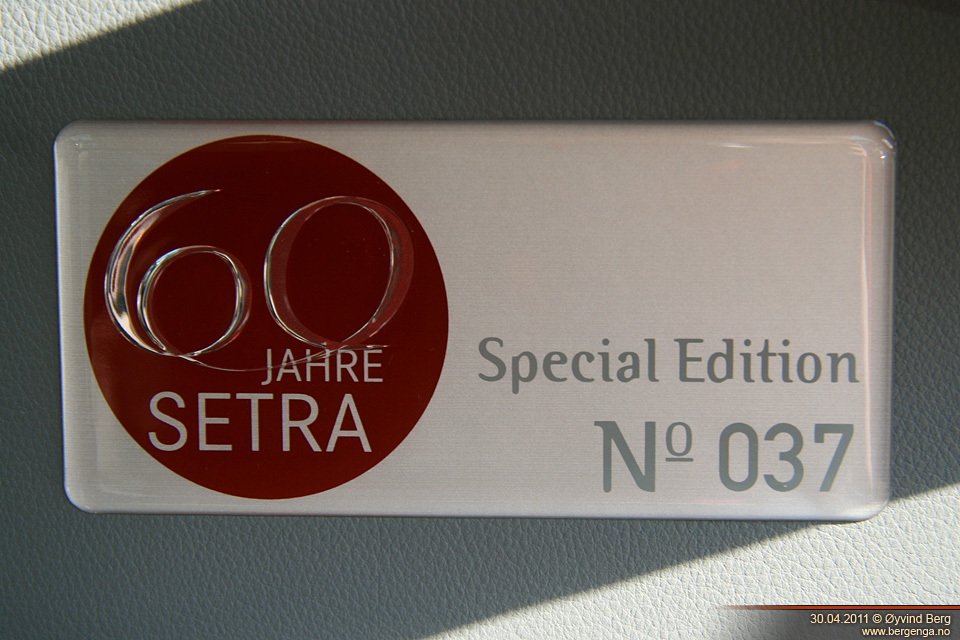 60
JAHRE
SETRA
Special Edition
Nº 037
30.04.2011 © Øyvind Berg
www.bergenga.no